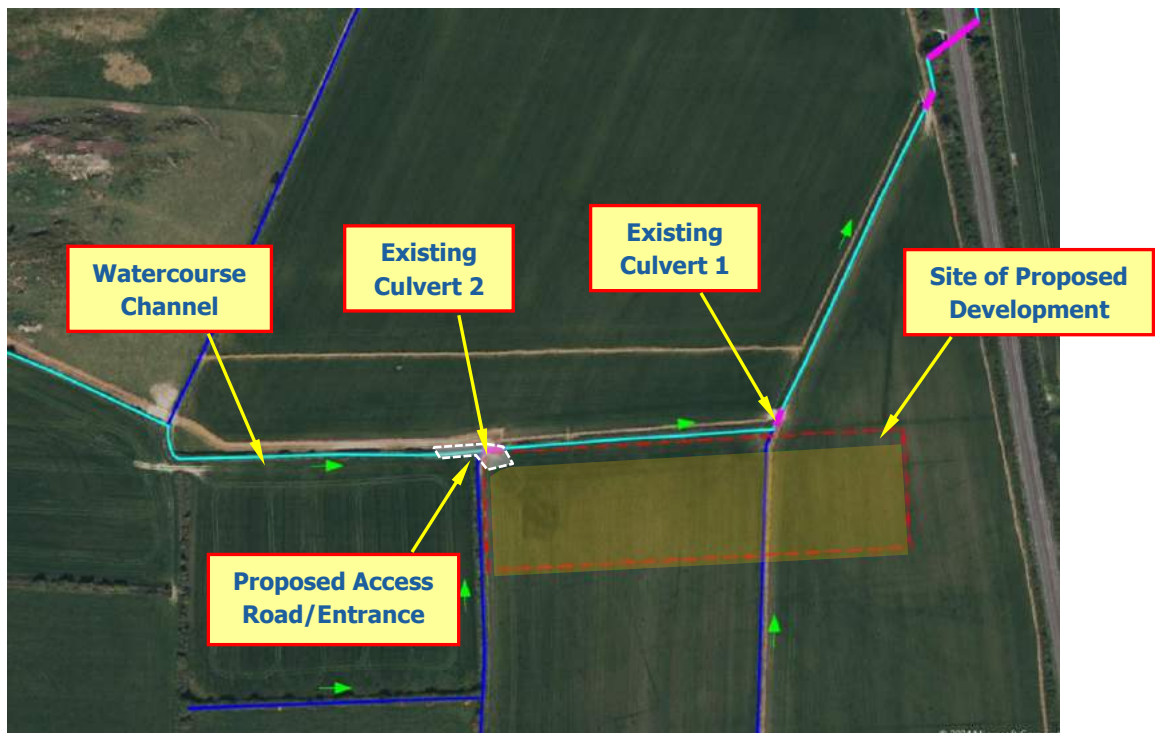 Watercourse
Channel
Existing
Culvert 2
Existing
Culvert 1
Site of Proposed
Development
Proposed Access
Road/Entrance